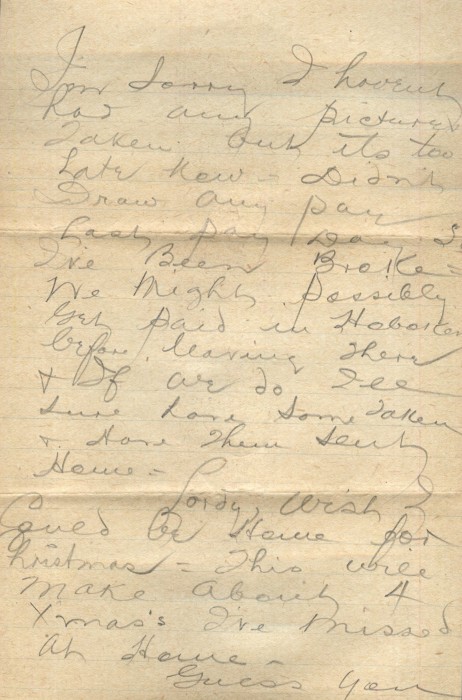 I'm Sorry I havent
had any pictures
Taken. but its too
Late Now - Didn't
Draw any pay
Last Pay Day. So
I've Been Broke =
We Might possibly
Get paid in Hoboken
before leaving There
+ If we do I'll
sure have some Taken
+ Have Them Sent
Home =
Lordy, Wish I
Could be Home for
Christmas = This will
Make About 4
X'mas's I've Missed
At Home -
Guess you